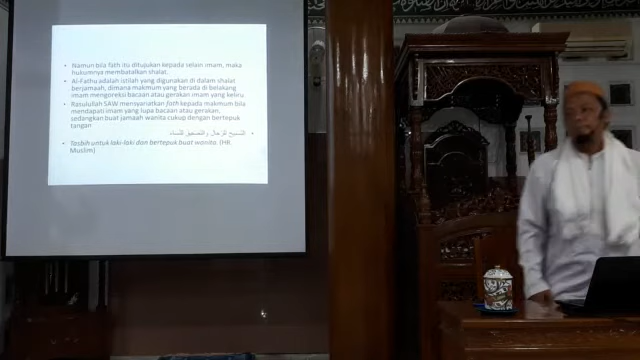 • Namun bila fath itu ditujukan kepada selain imam, maka
hukumnya membatalkan shalat.
• Al-Fathu adalah istilah yang digunakan di dalam shalat
berjamaah, dimana makmum yang berada di belakang
imam mengoreksi bacaan atau gerakan imam yang keliru
• Rasulullah SAW mensyariatkan fath kepada makmum bila
mendapati imam yang lupa bacaan atau gerakan,
sedangkan buat jamaah wanita cukup dengan bertepuk
tangan
• التسبيح للرجال والتصفيق للنساء
• Tasbih untuk laki-laki dan bertepuk buat wanita. (HR.
Muslim)